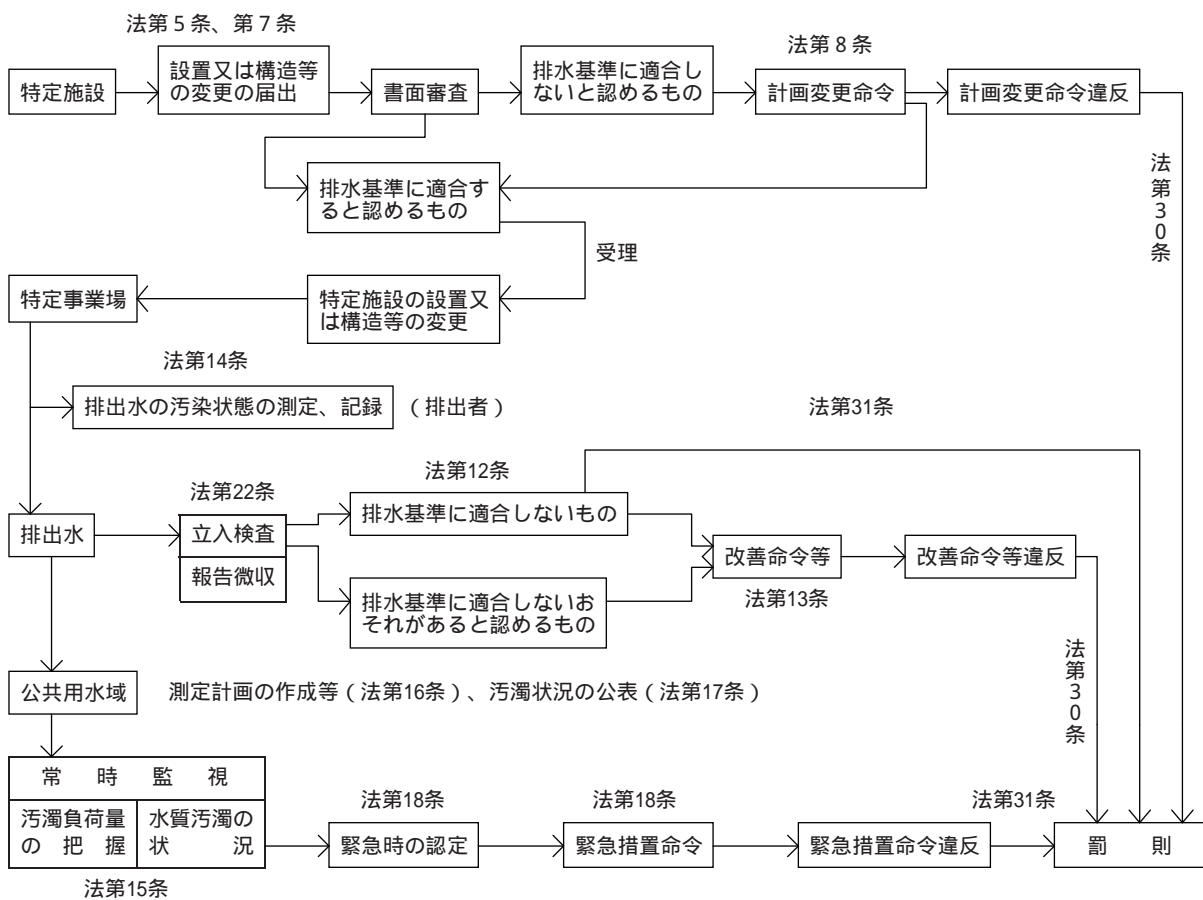 法第５条、第７条
法第８条
特定施設
設置又は構造等
の変更の届出
書面審査
排水基準に適合し
ないと認めるもの
計画変更命令
計画変更命令違反
法第30条
排水基準に適合す
ると認めるもの
受理
特定事業場
特定施設の設置又
は構造等の変更
法第14条
排出水の汚染状態の測定、記録
（排出者）
法第31条
法第12条
法第22条
排水基準に適合しないもの
排出水
立入検査
報告徴収
改善命令等
改善命令等違反
法第13条
排水基準に適合しないお
それがあると認めるもの
法第30条
公共用水域
測定計画の作成等（法第16条）、汚濁状況の公表（法第17条）
常時監視
汚濁負荷量
の把握
水質汚濁の
状況
法第15条
法第18条
緊急時の認定
法第18条
緊急措置命令
緊急措置命令違反
法第31条
罰則